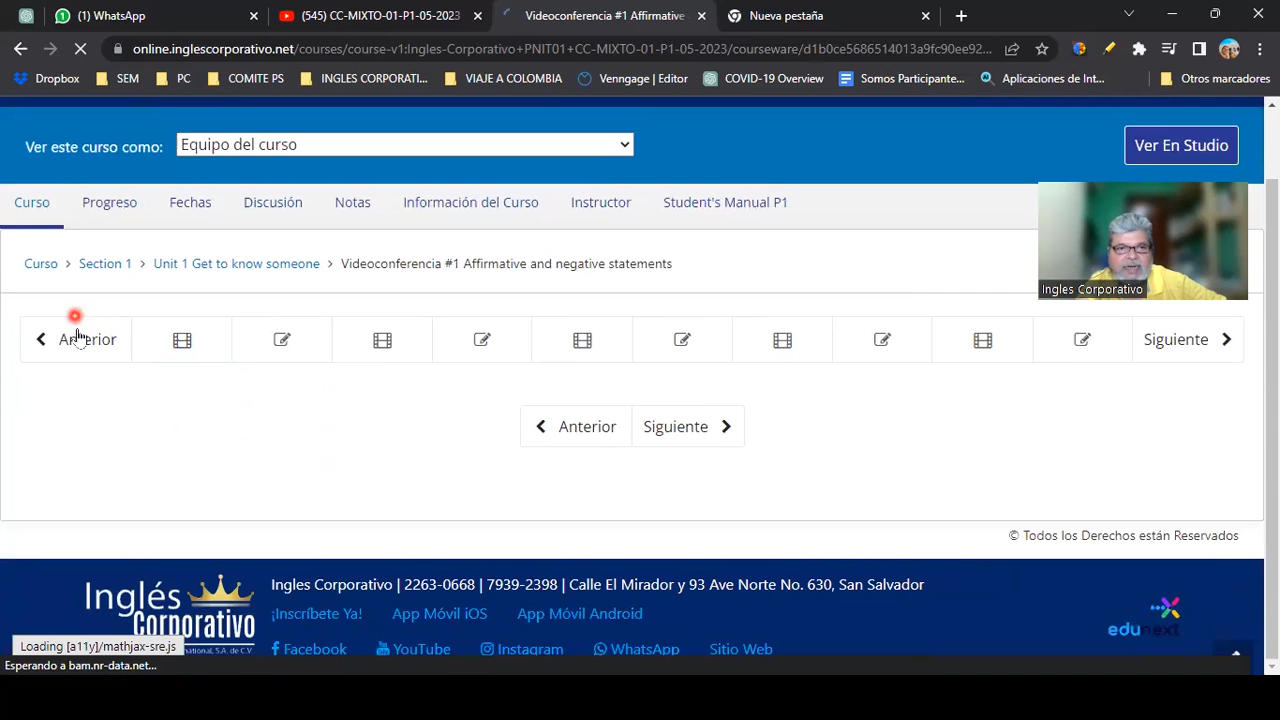 (1) WhatsApp
(545) CC-MIXTO-01-P1-05-2023
Videoconferencia #1 Affirmative
Nueva pestaña
online.inglescorporativo.net/courses/course-v1:Ingles-Corporativo+PNIT01+CC-MIXTO-01-P1-05-2023/courseware/d1b0ce5686514013a9fc90ee92...
Dropbox
SEM
PC
COMITE PS
INGLES CORPORATI...
VIAJE A COLOMBIA
Venngage | Editor
COVID-19 Overview
Somos Participante...
Aplicaciones de Int...
Otros marcadores
Ver este curso como:
Equipo del curso
Ver En Studio
Curso
Progreso
Fechas
Discusión
Notas
Información del Curso
Instructor
Student's Manual P1
Curso > Section 1 > Unit 1 Get to know someone > Videoconferencia #1 Affirmative and negative statements
Ingles Corporativo
Anterior
Siguiente
Anterior
Siguiente
© Todos los Derechos están Reservados
Inglés
Corporativo
Ingles Corporativo | 2263-0668 | 7939-2398 | Calle El Mirador y 93 Ave Norte No. 630, San Salvador
¡Inscríbete Ya!
App Móvil iOS
App Móvil Android
edunext
Loading [a11y]/mathjax-sre.js
Facebook
YouTube
Instagram
WhatsApp
Sitio Web
Esperando a bam.nr-data.net...